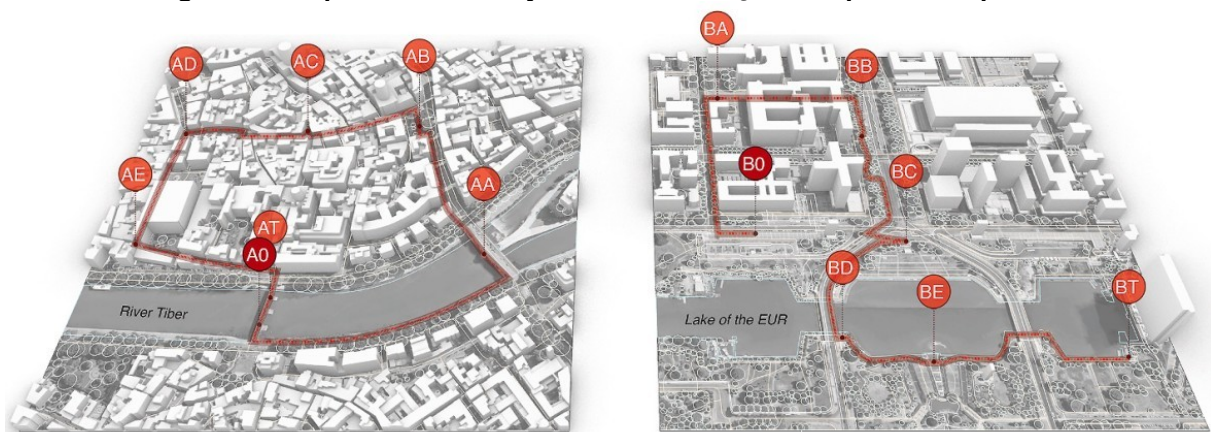 AD
AC
AB
AE
AA
AT
A0
River Tiber
BA
BB
B0
BC
BD
BE
BT
Lake of the EUR